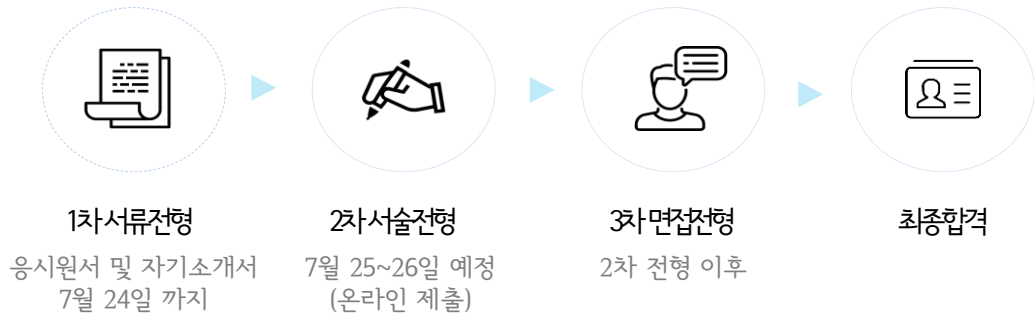 1차 서류전형
응시원서 및 자기소개서
7월 24일 까지
2차 서술전형
7월 25~26일 예정
(온라인 제출)
3차 면접전형
2차 전형 이후
최종합격